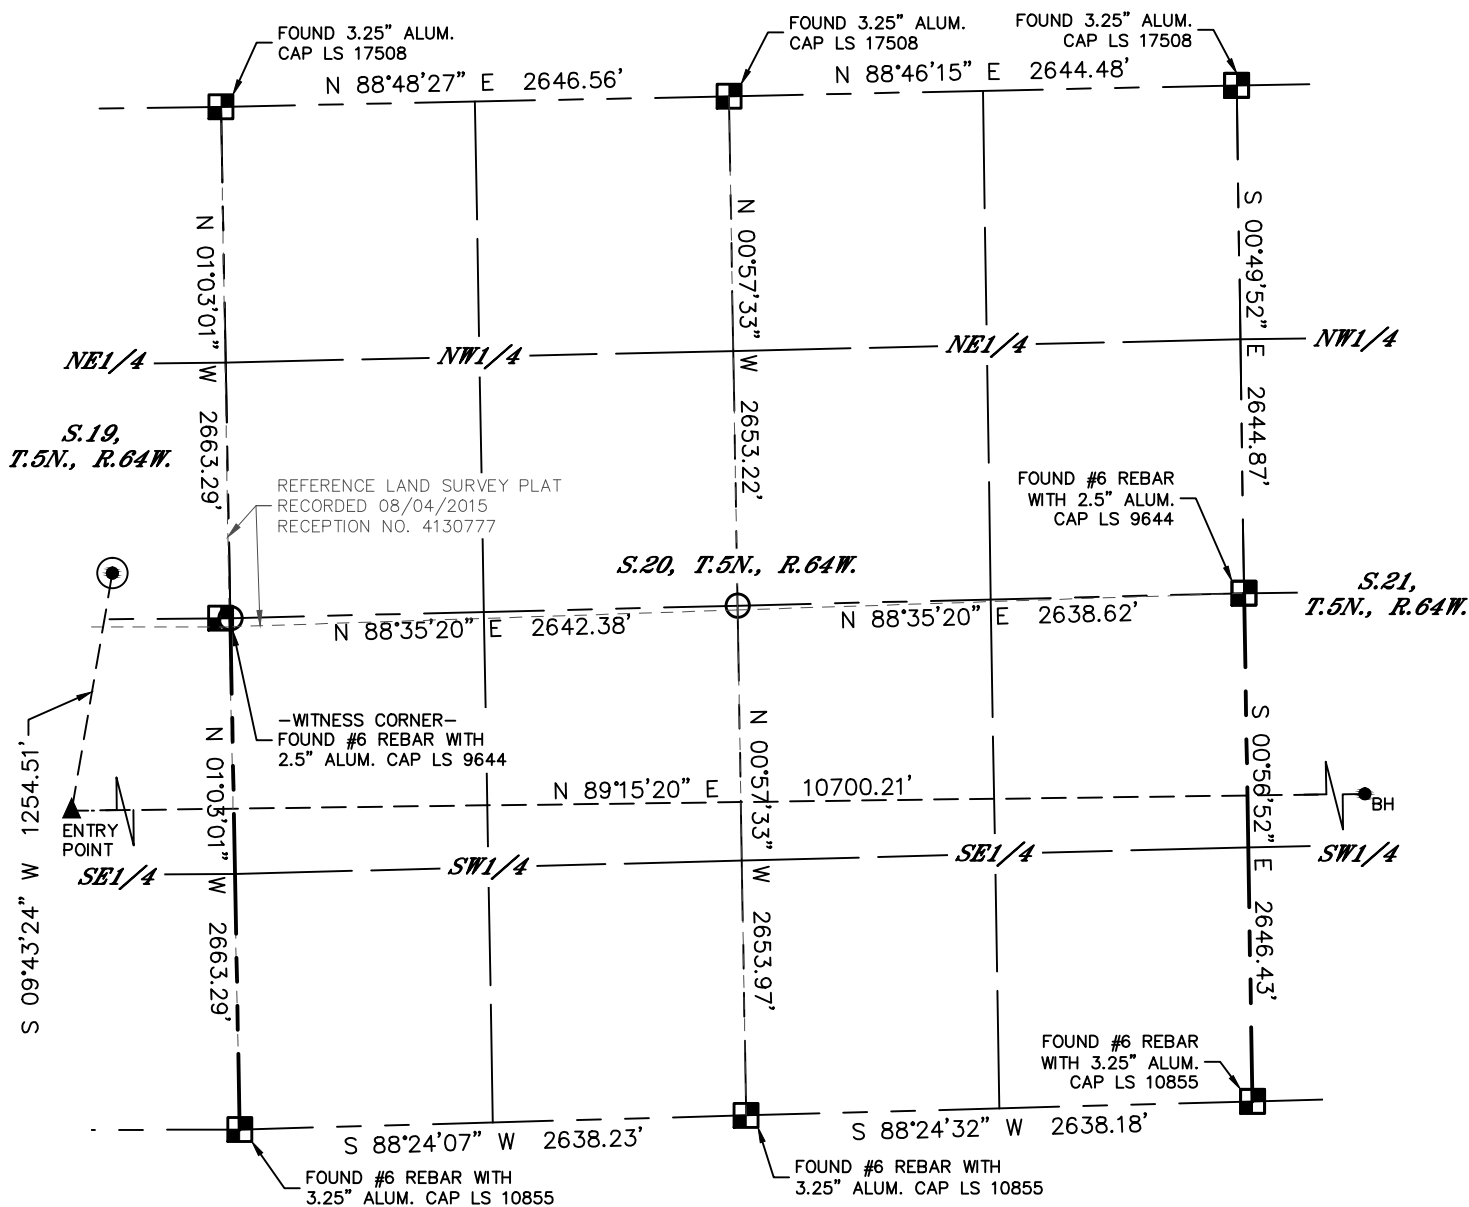 FOUND 3.25" ALUM.
CAP LS 17508
FOUND 3.25" ALUM.
CAP LS 17508
FOUND 3.25" ALUM.
CAP LS 17508
N 88°48'27" E 2646.56'
N 88°46'15" E 2644.48'
N 01°03'01" W 2663.29'
N 00°57'33" W 2653.22'
S 00°49'52" E 2644.87'
NE1/4
NW1/4
NE1/4
NW1/4
S.19,
T.5N., R.64W.
REFERENCE LAND SURVEY PLAT
RECORDED 08/04/2015
RECEPTION NO. 4130777
FOUND #6 REBAR
WITH 2.5" ALUM.
CAP LS 9644
S.20, T.5N., R.64W.
S.21,
T.5N., R.64W.
N 88°35'20" E 2642.38'
N 88°35'20" E 2638.62'
-WITNESS CORNER-
FOUND #6 REBAR WITH
2.5" ALUM. CAP LS 9644
S 09°43'24" W 1254.51'
N 01°03'01" W 2663.29'
N 00°57'33" W 2653.97'
S 00°56'52" E 2646.43'
N 89°15'20" E 10700.21'
BH
ENTRY
POINT
SE1/4
SW1/4
SE1/4
SW1/4
FOUND #6 REBAR
WITH 3.25" ALUM.
CAP LS 10855
S 88°24'07" W 2638.23'
S 88°24'32" W 2638.18'
FOUND #6 REBAR WITH
3.25" ALUM. CAP LS 10855
FOUND #6 REBAR WITH
3.25" ALUM. CAP LS 10855